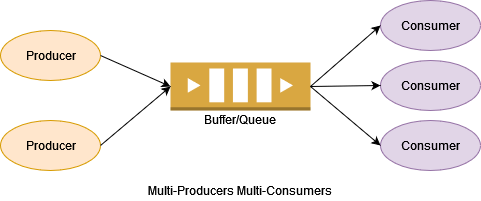 Consumer
Producer
Consumer
Buffer/Queue
Producer
Consumer
Multi-Producers Multi-Consumers